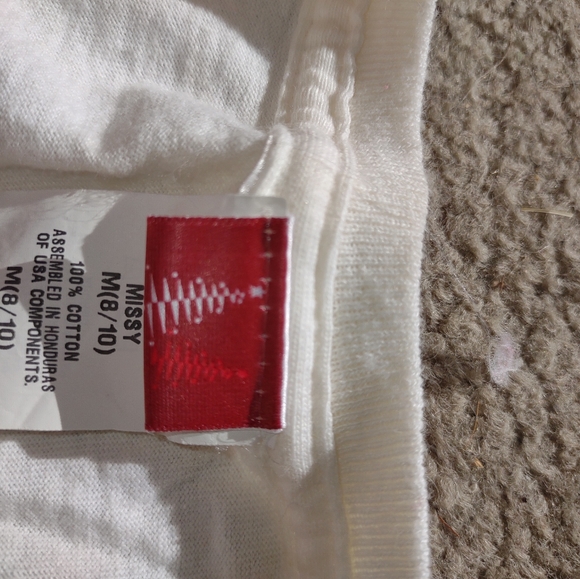 MISSY
M(8/10)
100% COTTON
ASSEMBLED IN HONDURAS
OF USA COMPONENTS.
M(8/10)